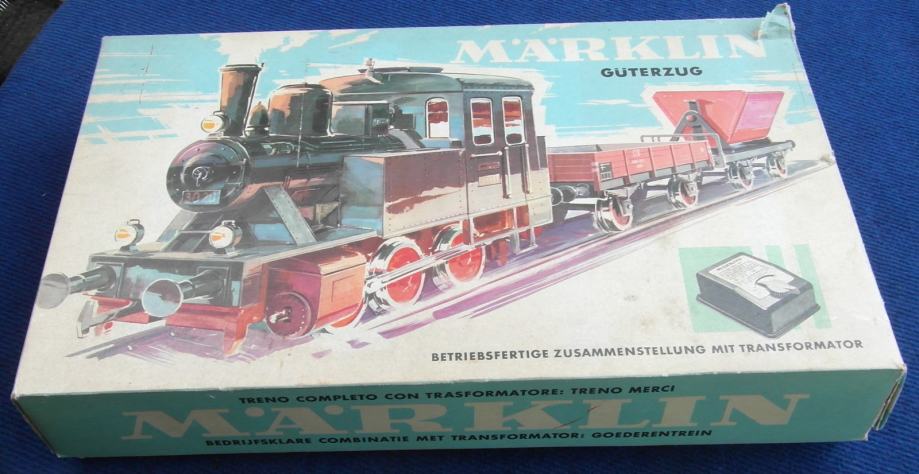 MÄRKLIN
GÜTERZUG
BETRIEBSFERTIGE ZUSAMMENSTELLUNG MIT TRANSFORMATOR
TRENO COMPLETO CON TRASFORMATORE: TRENO MERCI
MÄRKLIN
BEDRIJFSKLARE COMBINATIE MET TRANSFORMATOR: GOEDERENTREIN